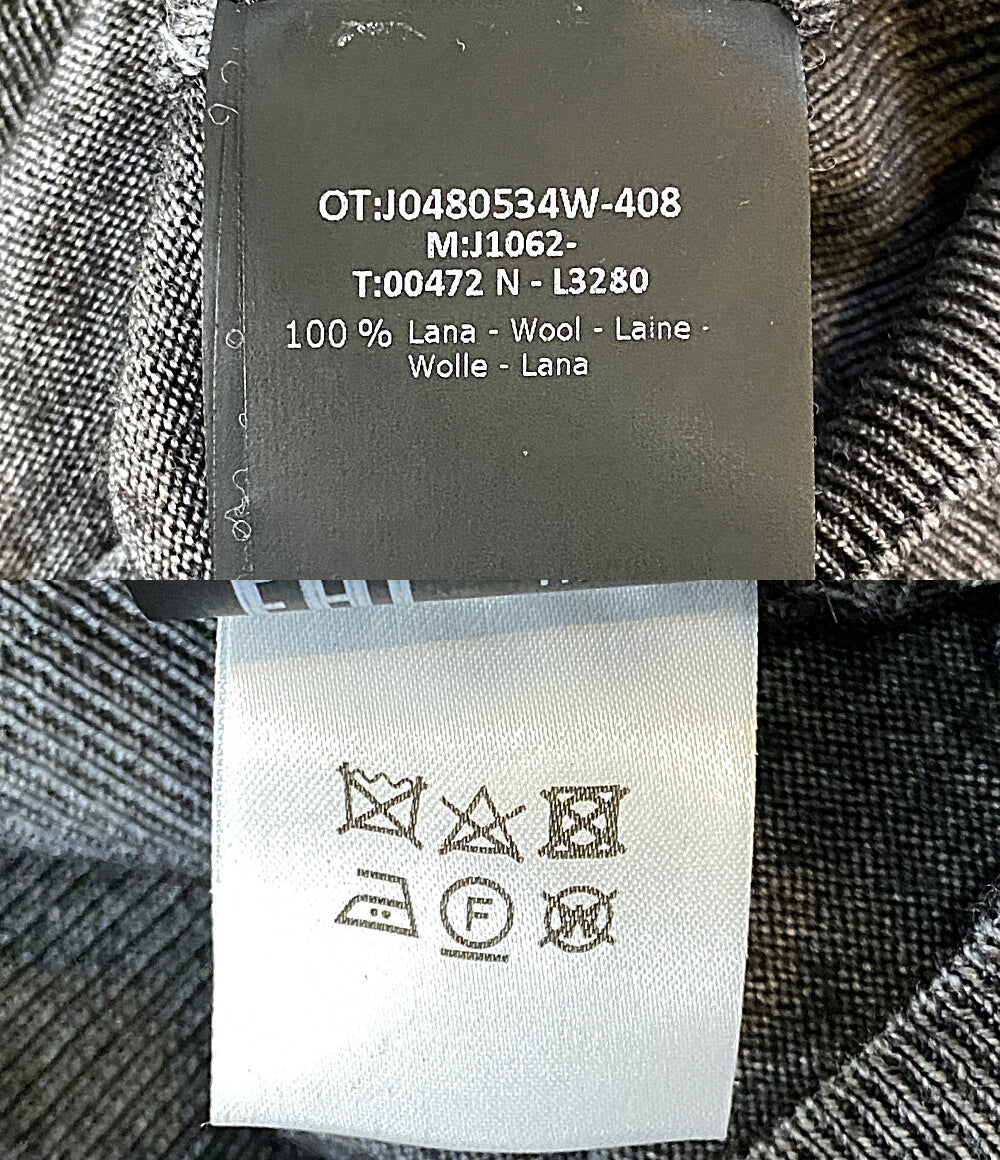 OT:J0480534W-408
M:J1062-
T:00472 N - L3280
100 % Lana - Wool - Laine -
Wolle - Lana
F
W